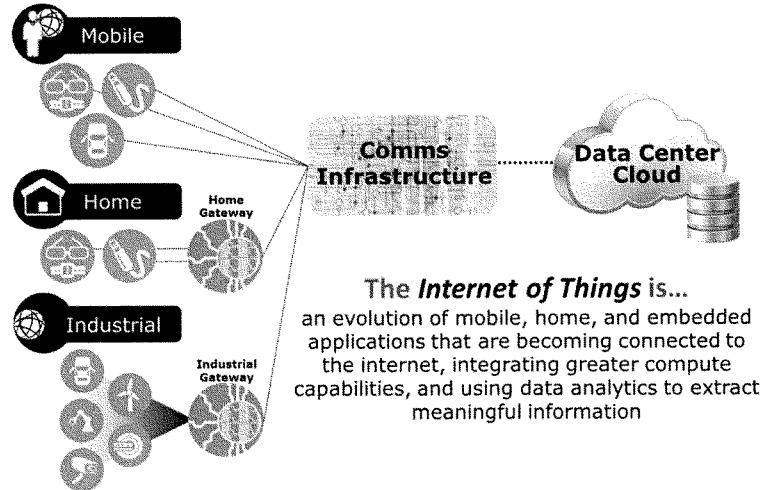 Mobile
Comms
Infrastructure
Data Center
Cloud
Home
Home
Gateway
The Internet of Things is...
an evolution of mobile, home, and embedded
applications that are becoming connected to
the internet, integrating greater compute
capabilities, and using data analytics to extract
meaningful information
Industrial
Industrial
Gateway